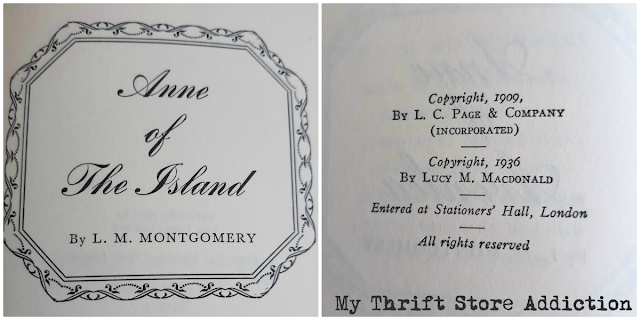 Anne
of
The Island
By L. M. MONTGOMERY
Copyright, 1909,
By L. C. Page & Company
(INCORPORATED)
Copyright, 1936
By Lucy M. Macdonald
Entered at Stationers' Hall, London
All rights reserved
My Thrift Store Addiction